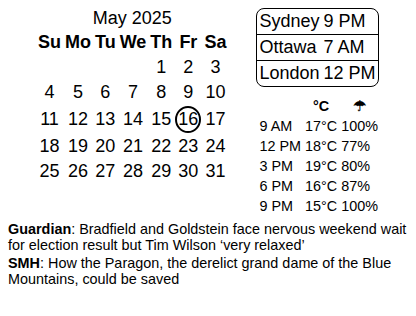 May 2025
Su Mo Tu We Th Fr Sa
1 2 3
4 5 6 7 8 9 10
11 12 13 14 15 16 17
18 19 20 21 22 23 24
25 26 27 28 29 30 31
Sydney 9 PM
Ottawa 7 AM
London 12 PM
°C ☂
9 AM 17°C 100%
12 PM 18°C 77%
3 PM 19°C 80%
6 PM 16°C 87%
9 PM 15°C 100%
Guardian: Bradfield and Goldstein face nervous weekend wait
for election result but Tim Wilson ‘very relaxed’
SMH: How the Paragon, the derelict grand dame of the Blue
Mountains, could be saved